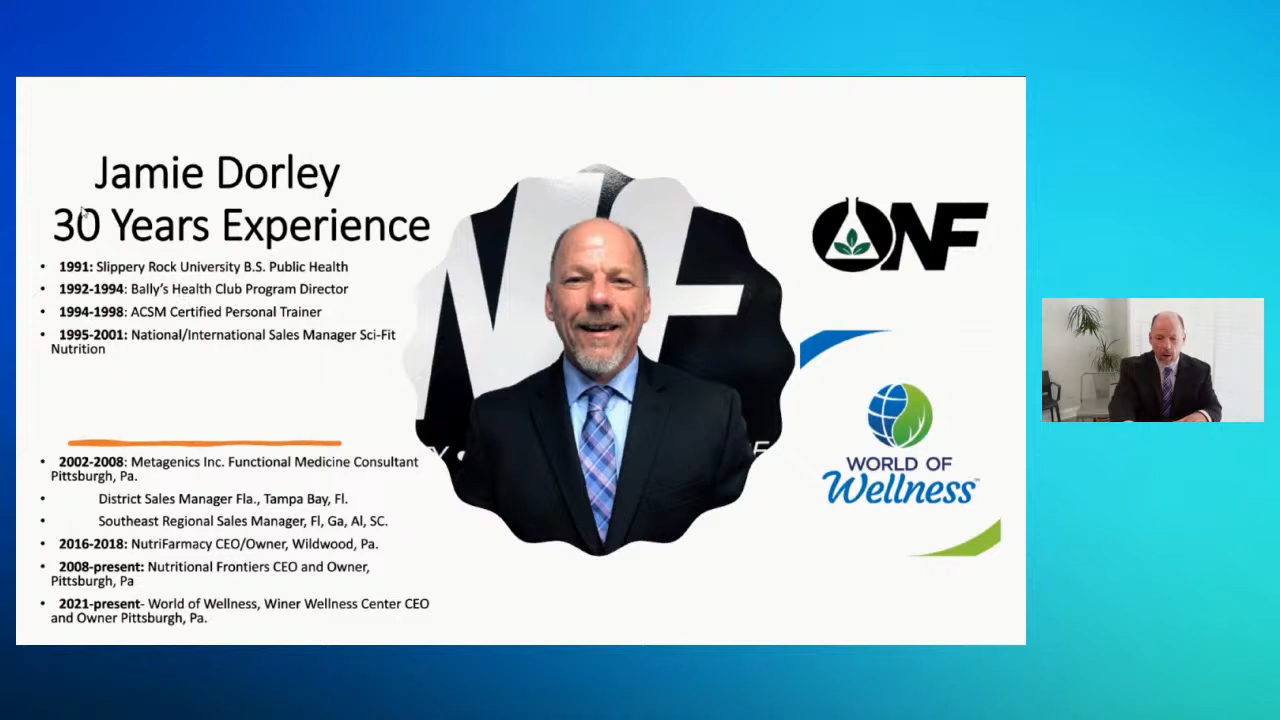 Jamie Dorley
30 Years Experience
• 1991: Slippery Rock University B.S. Public Health
• 1992-1994: Bally's Health Club Program Director
• 1994-1998: ACSM Certified Personal Trainer
• 1995-2001: National/International Sales Manager Sci-Fit
Nutrition
• 2002-2008: Metagenics Inc. Functional Medicine Consultant
Pittsburgh, Pa.
• District Sales Manager Fla., Tampa Bay, Fl.
• Southeast Regional Sales Manager, Fl, Ga, Al, SC.
• 2016-2018: NutriFarmacy CEO/Owner, Wildwood, Pa.
• 2008-present: Nutritional Frontiers CEO and Owner,
Pittsburgh, Pa
• 2021-present- World of Wellness, Winer Wellness Center CEO
and Owner Pittsburgh, Pa.
NF
WORLD OF
Wellness™